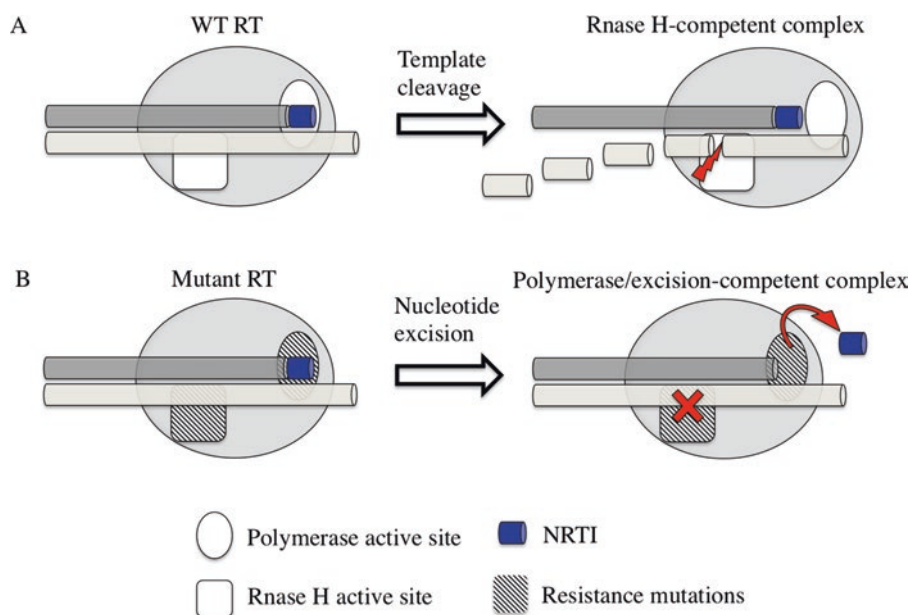 A
WT RT
Template
cleavage
Rnase H-competent complex
B
Mutant RT
Nucleotide
excision
Polymerase/excision-competent complex
Polymerase active site
NRTI
Rnase H active site
Resistance mutations